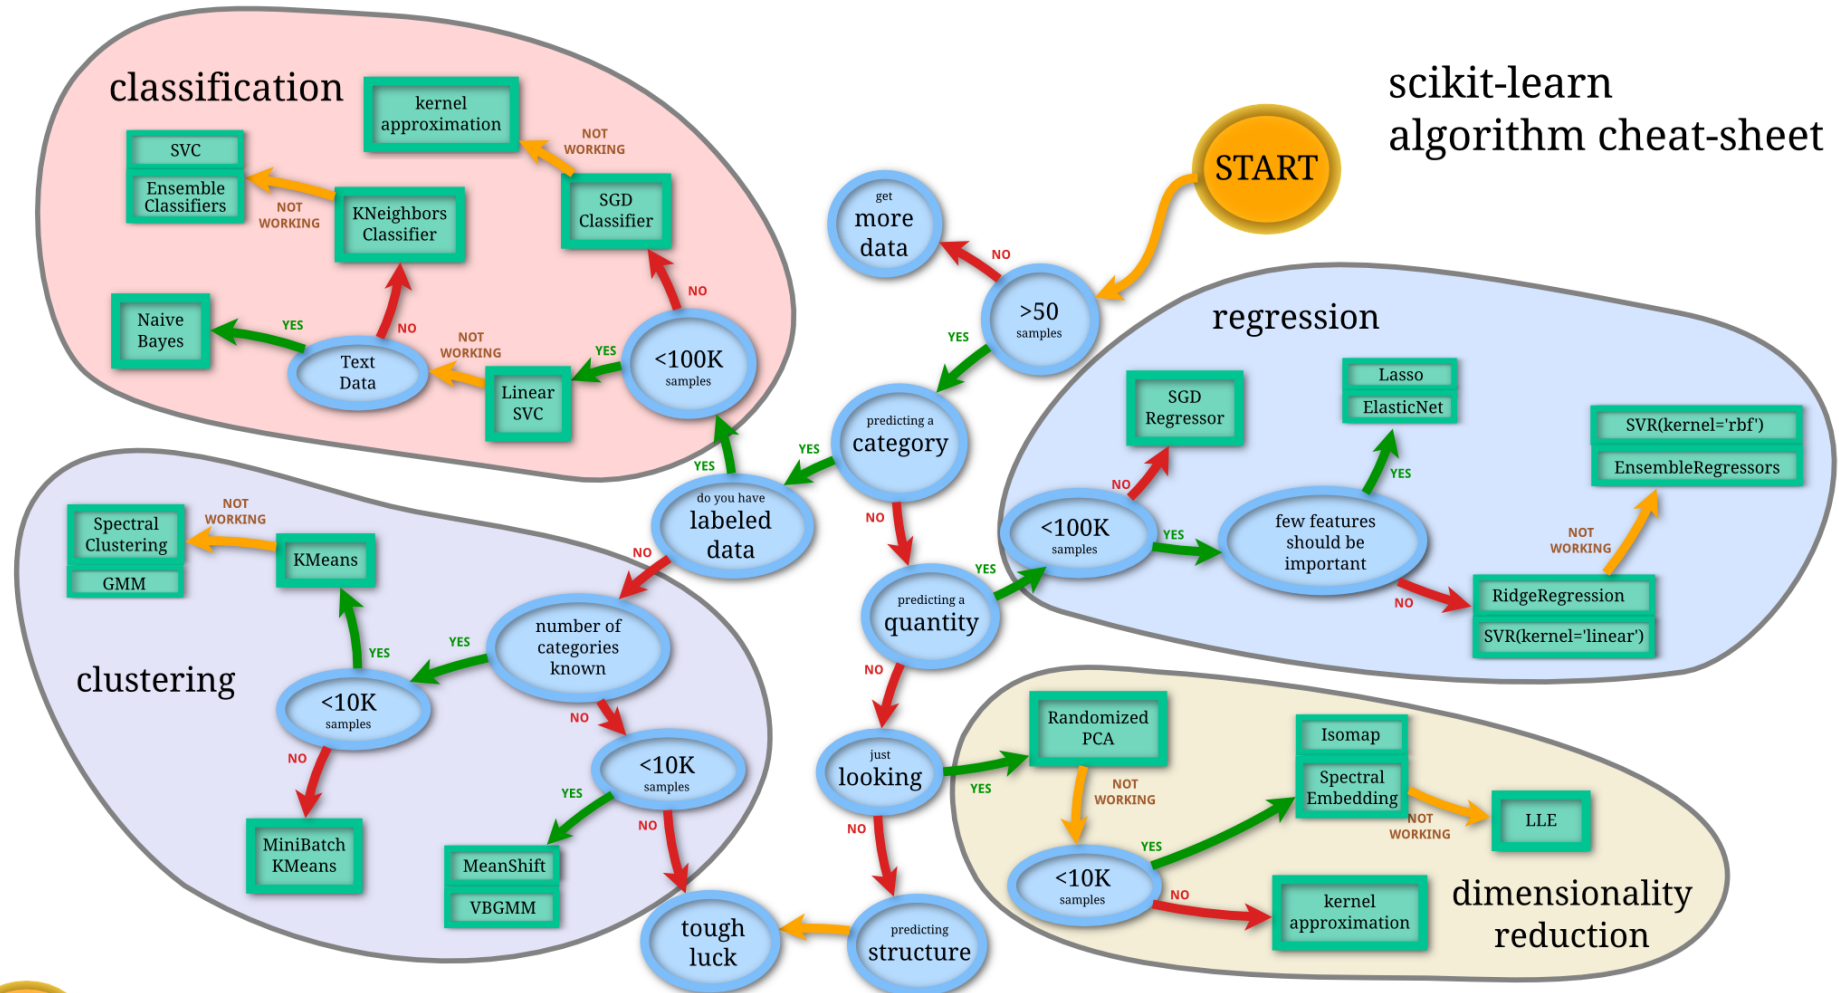 scikit-learn
algorithm cheat-sheet
START
get
more
data
NO
>50
samples
YES
predicting a
category
YES
NO
do you have
labeled
data
YES
NO
predicting a
quantity
YES
NO
just
looking
YES
NO
predicting
structure
tough
luck
classification
kernel
approximation
NOT
WORKING
SVC
Ensemble
Classifiers
NOT
WORKING
KNeighbors
Classifier
SGD
Classifier
NO
Naive
Bayes
YES
NO
Text
Data
NOT
WORKING
Linear
SVC
YES
<100K
samples
regression
SGD
Regressor
Lasso
ElasticNet
SVR(kernel='rbf')
EnsembleRegressors
NO
YES
<100K
samples
YES
few features
should be
important
NOT
WORKING
NO
RidgeRegression
SVR(kernel='linear')
clustering
Spectral
Clustering
GMM
NOT
WORKING
KMeans
YES
<10K
samples
NO
YES
number of
categories
known
NO
<10K
samples
YES
NO
MiniBatch
KMeans
MeanShift
VBGMM
dimensionality
reduction
Randomized
PCA
NOT
WORKING
Isomap
Spectral
Embedding
NOT
WORKING
LLE
YES
<10K
samples
NO
kernel
approximation